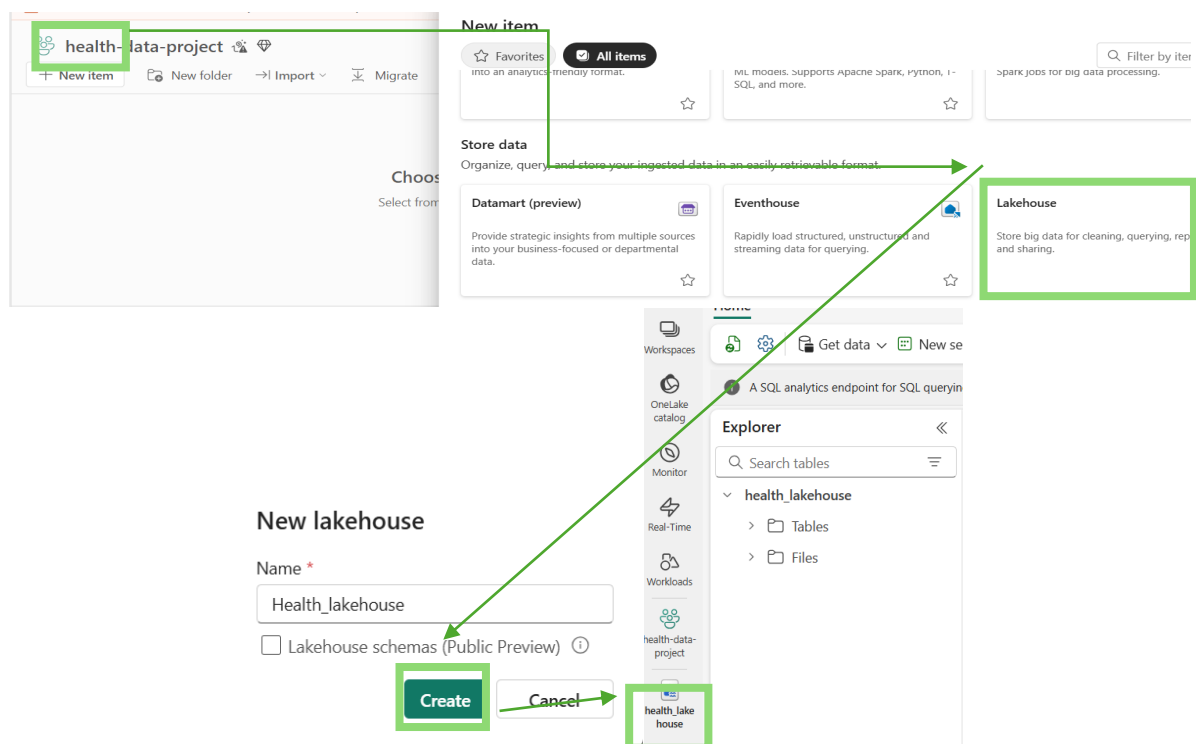 health-data-project
+ New item New folder Import Migrate
Choos
Select from
New item
Favorites All items Filter by iter
into an analytics-friendly format.
ML models. Supports Apache Spark, Python, T-
SQL, and more.
Spark jobs for big data processing.
Store data
Organize, query, and store your ingested data in an easily retrievable format.
Datamart (preview)
Provide strategic insights from multiple sources
into your business-focused or departmental
data.
Eventhouse
Rapidly load structured, unstructured and
streaming data for querying.
Lakehouse
Store big data for cleaning, querying, rep
and sharing.
New lakehouse
Name *
Health_lakehouse
Lakehouse schemas (Public Preview)
Create Cancel
Workspaces
OneLake
catalog
Monitor
Real-Time
Workloads
health-data-
project
health_lake
house
Home
Get data New se
A SQL analytics endpoint for SQL queryin
Explorer
Search tables
health_lakehouse
Tables
Files